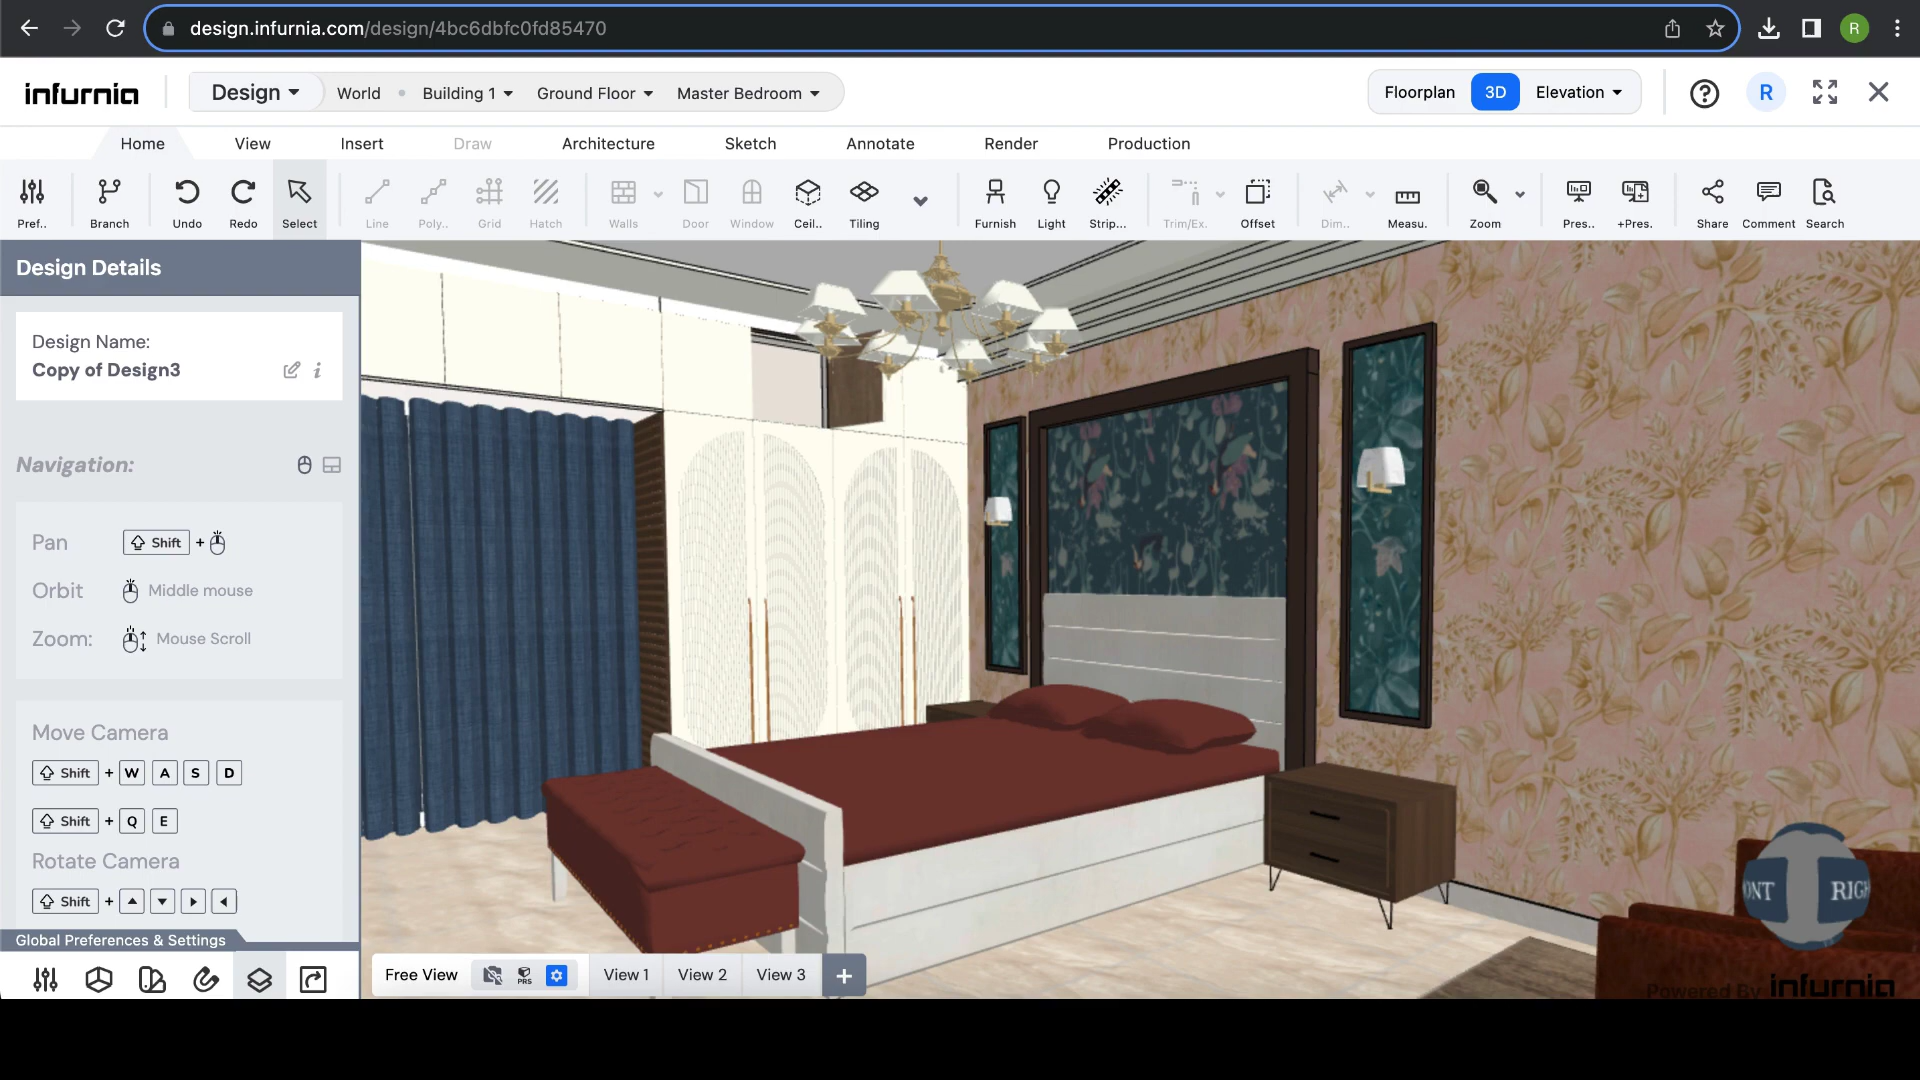 design.infurnia.com/design/4bc6dbfc0fd85470
R
infurnia
Design
World
Building 1
Ground Floor
Master Bedroom
Floorplan
3D
Elevation
R
Home
View
Insert
Draw
Architecture
Sketch
Annotate
Render
Production
Pref..
Branch
Undo
Redo
Select
Line
Poly..
Grid
Hatch
Walls
Door
Window
Ceil..
Tiling
Furnish
Light
Strip...
Trim/Ex.
Offset
Dim..
Measu.
Zoom
Pres..
+Pres.
Share
Comment
Search
Design Details
Design Name:
Copy of Design3
Navigation:
Pan
Shift +
Orbit
Middle mouse
Zoom:
Mouse Scroll
Move Camera
Shift + W A S D
Shift + Q E
Rotate Camera
Shift +
Global Preferences & Settings
Free View
PRS
View 1
View 2
View 3
+
ONT
RIGH
Powered By infurnia